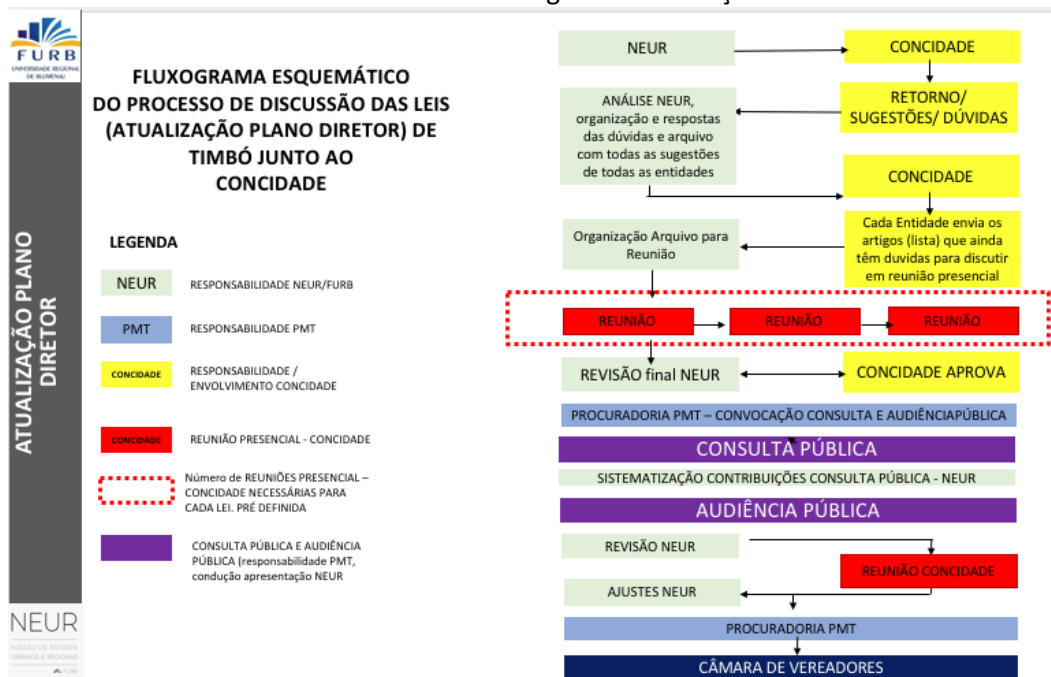 FURB
UNIVERSIDADE REGIONAL
DE BLUMENAU
ATUALIZAÇÃO PLANO
DIRETOR
NEUR
NÚCLEO DE ESTUDOS
URBANOS E REGIONAIS
FURB
FLUXOGRAMA ESQUEMÁTICO
DO PROCESSO DE DISCUSSÃO DAS LEIS
(ATUALIZAÇÃO PLANO DIRETOR) DE
TIMBÓ JUNTO AO
CONCIDADE
LEGENDA
NEUR
RESPONSABILIDADE NEUR/FURB
PMT
RESPONSABILIDADE PMT
CONCIDADE
RESPONSABILIDADE /
ENVOLVIMENTO CONCIDADE
CONCIDADE
REUNIÃO PRESENCIAL - CONCIDADE
Número de REUNIÕES PRESENCIAL –
CONCIDADE NECESSÁRIAS PARA
CADA LEI. PRÉ DEFINIDA
CONSULTA PÚBLICA E AUDIÊNCIA
PÚBLICA (responsabilidade PMT,
condução apresentação NEUR
NEUR
CONCIDADE
RETORNO/
SUGESTÕES/ DÚVIDAS
ANÁLISE NEUR,
organização e respostas
das dúvidas e arquivo
com todas as sugestões
de todas as entidades
CONCIDADE
Cada Entidade envia os
artigos (lista) que ainda
têm duvidas para discutir
em reunião presencial
Organização Arquivo para
Reunião
REUNIÃO
REUNIÃO
REUNIÃO
REVISÃO final NEUR
CONCIDADE APROVA
PROCURADORIA PMT – CONVOCAÇÃO CONSULTA E AUDIÊNCIAPÚBLICA
CONSULTA PÚBLICA
SISTEMATIZAÇÃO CONTRIBUIÇÕES CONSULTA PÚBLICA - NEUR
AUDIÊNCIA PÚBLICA
REVISÃO NEUR
REUNIÃO CONCIDADE
AJUSTES NEUR
PROCURADORIA PMT
CÂMARA DE VEREADORES